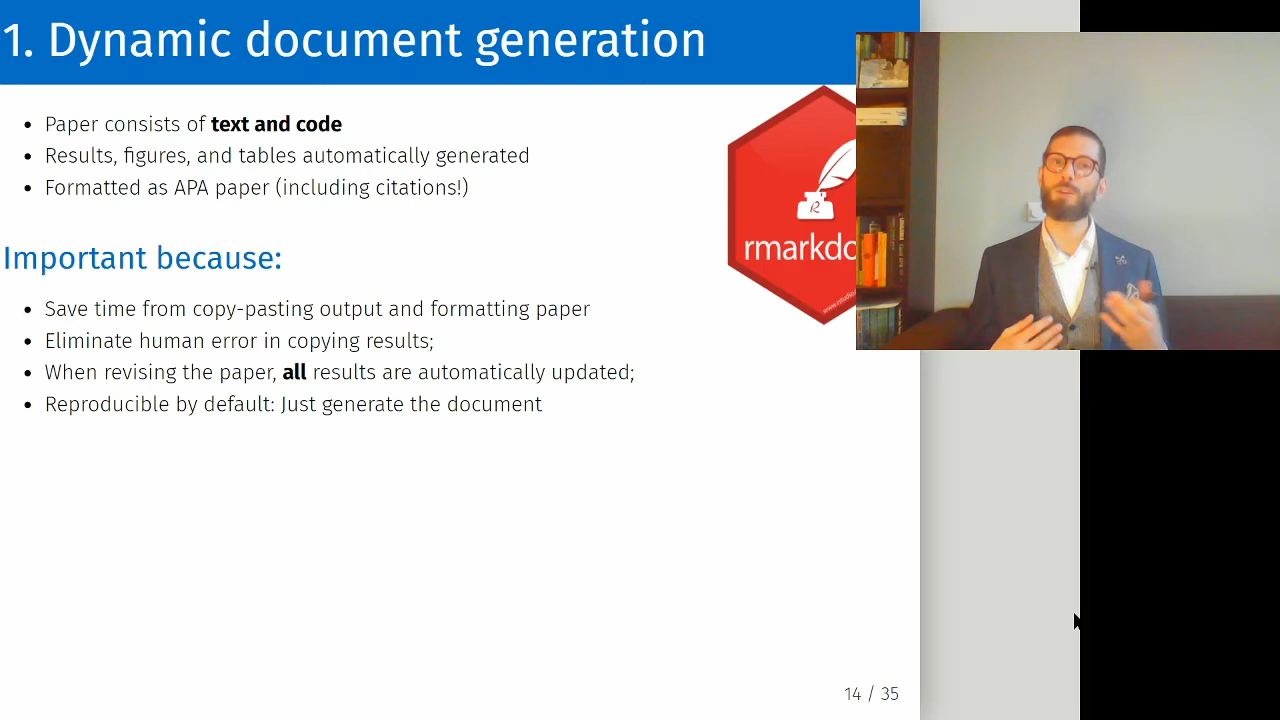 1. Dynamic document generation
• Paper consists of text and code
• Results, figures, and tables automatically generated
• Formatted as APA paper (including citations!)
rmarkdo
Important because:
• Save time from copy-pasting output and formatting paper
• Eliminate human error in copying results;
• When revising the paper, all results are automatically updated;
• Reproducible by default: Just generate the document
14 / 35